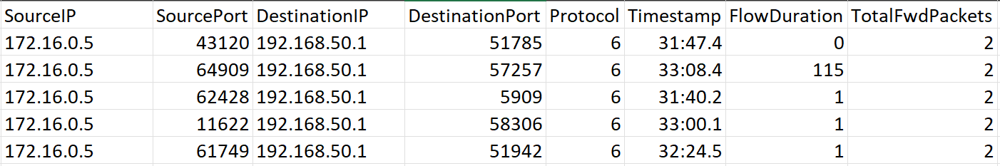 SourceIP SourcePort DestinationIP DestinationPort Protocol Timestamp FlowDuration TotalFwdPackets
172.16.0.5 43120 192.168.50.1 51785 6 31:47.4 0 2
172.16.0.5 64909 192.168.50.1 57257 6 33:08.4 115 2
172.16.0.5 62428 192.168.50.1 5909 6 31:40.2 1 2
172.16.0.5 11622 192.168.50.1 58306 6 33:00.1 1 2
172.16.0.5 61749 192.168.50.1 51942 6 32:24.5 1 2